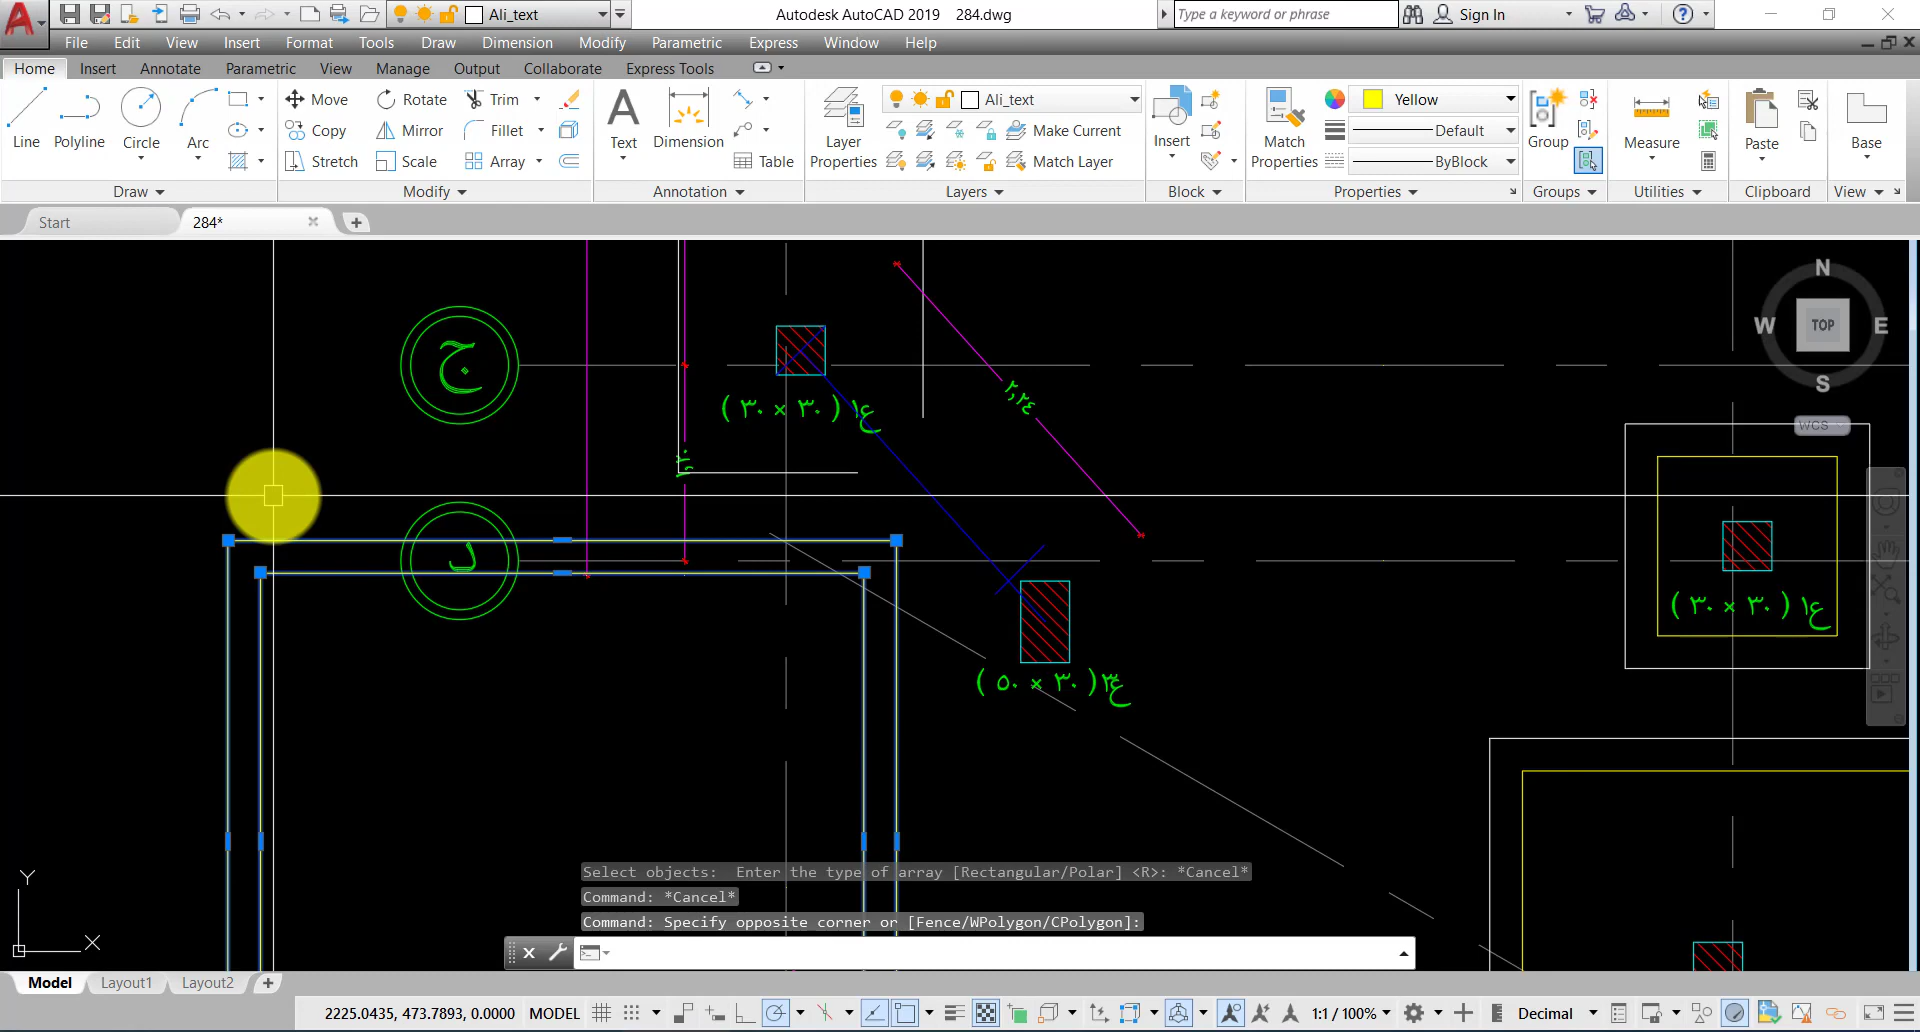 Ali_text
Autodesk AutoCAD 2019 284.dwg
Type a keyword or phrase
Sign In
File Edit View Insert Format Tools Draw Dimension Modify Parametric Express Window Help
Home Insert Annotate Parametric View Manage Output Collaborate Express Tools
Line
Polyline
Circle
Arc
Move
Rotate
Trim
Copy
Mirror
Fillet
Stretch
Scale
Array
Text
Dimension
Table
Layer Properties
Ali_text
Make Current
Match Layer
Insert
Match Properties
Yellow
Default
ByBlock
Group
Measure
Paste
Base
Draw
Modify
Annotation
Layers
Block
Properties
Groups
Utilities
Clipboard
View
Start
284*
N
W
TOP
E
S
WCS
ج
٢,٢٤
ع١ ( ٣٠ × ٣٠ )
ل
ع١ ( ٣٠ × ٣٠ )
ع٣( ٣٠ × ٥٠ )
Select objects: Enter the type of array [Rectangular/Polar] <R>: *Cancel*
Command: *Cancel*
Command: Specify opposite corner or [Fence/WPolygon/CPolygon]:
Y
X
Model
Layout1
Layout2
2225.0435, 473.7893, 0.0000 MODEL
1:1 / 100%
Decimal